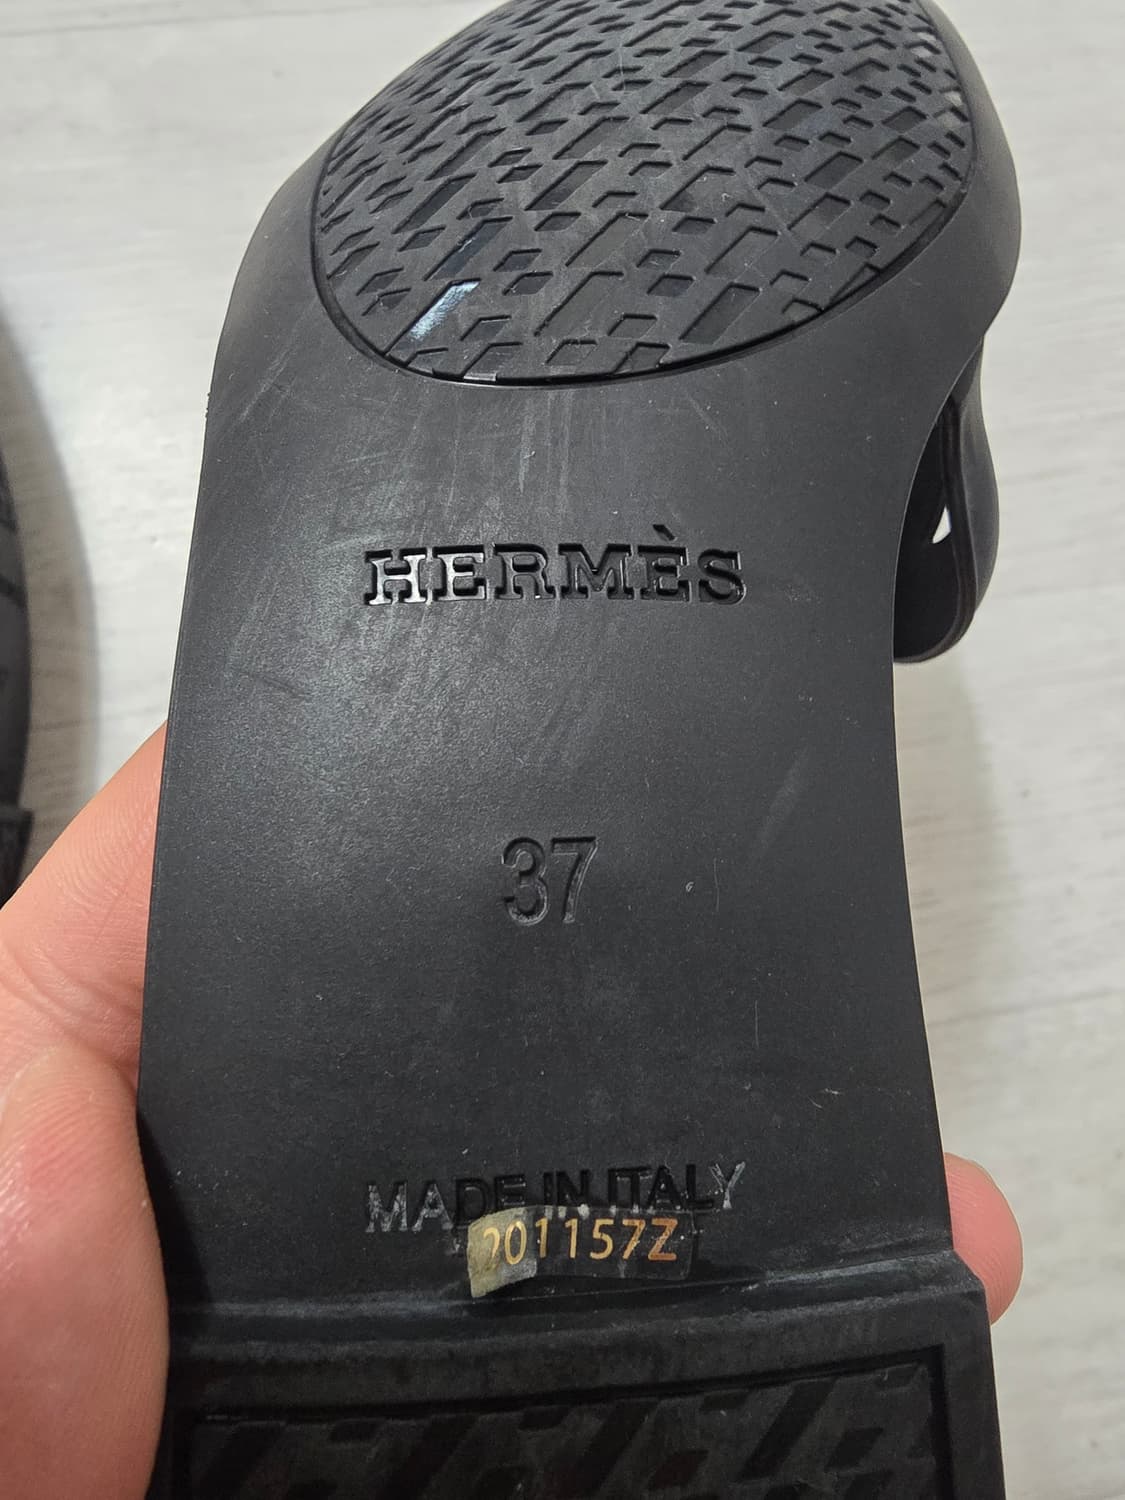 HERMÈS
37
MADE IN ITALY
201157Z